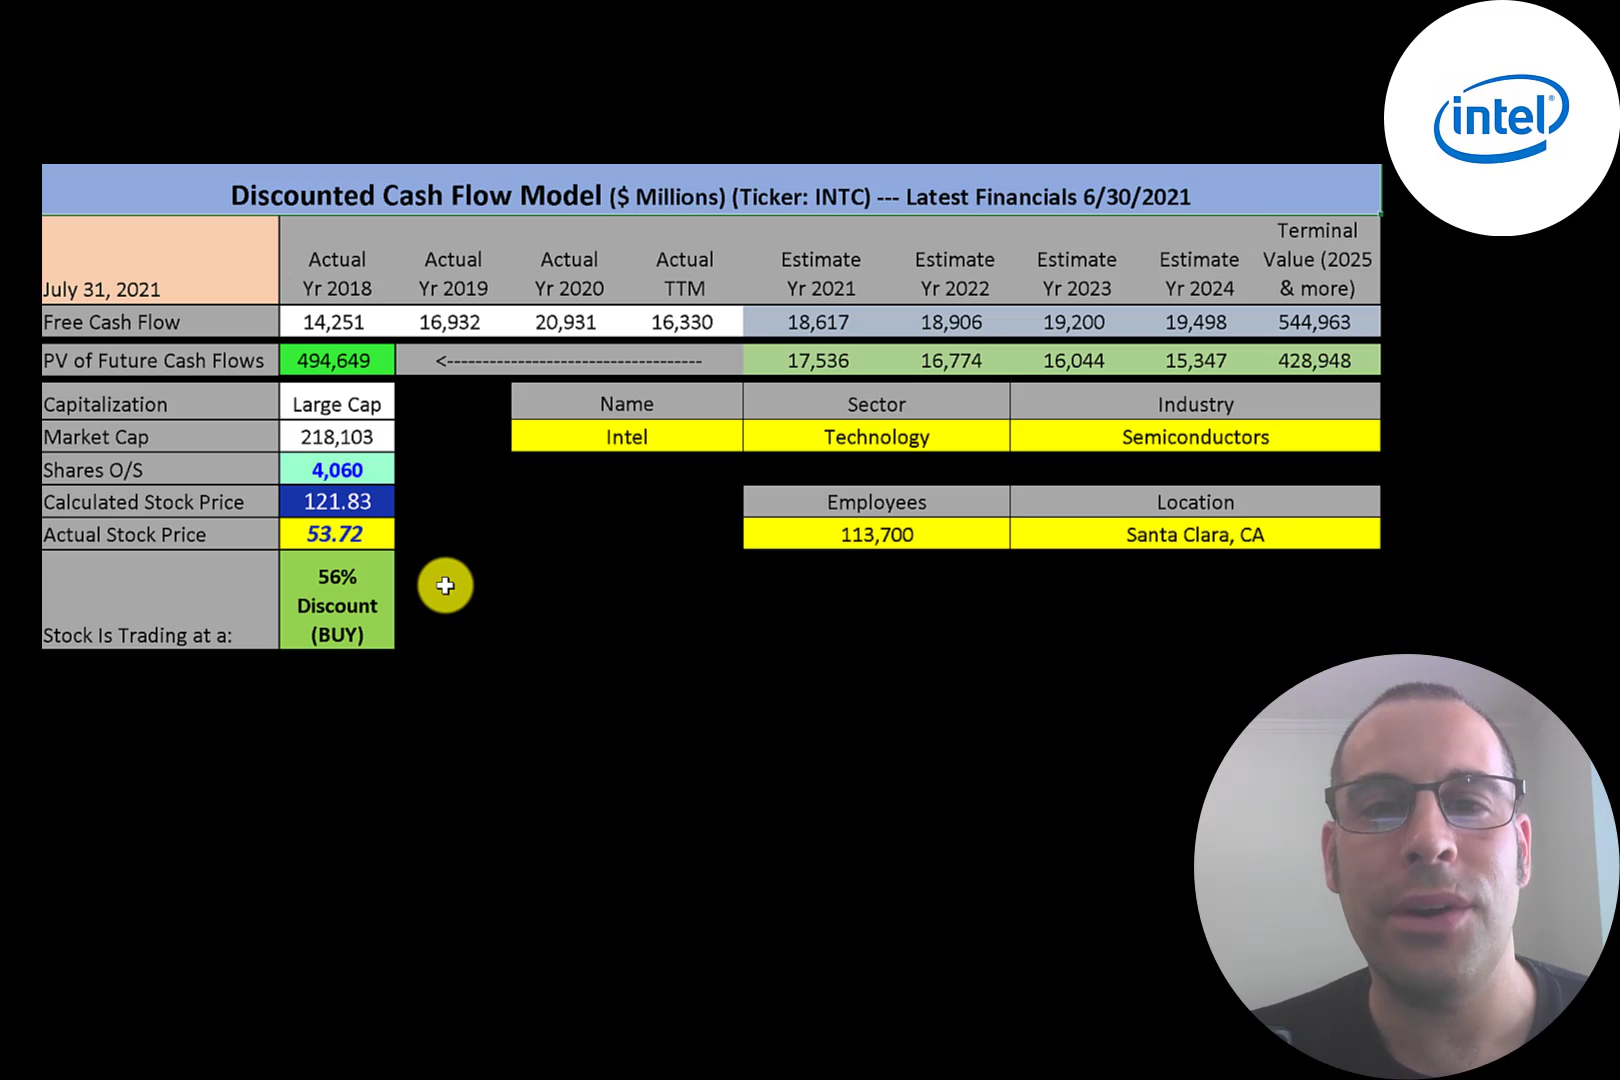 intel®
Discounted Cash Flow Model ($ Millions) (Ticker: INTC) --- Latest Financials 6/30/2021
July 31, 2021 Actual Yr 2018 Actual Yr 2019 Actual Yr 2020 Actual TTM Estimate Yr 2021 Estimate Yr 2022 Estimate Yr 2023 Estimate Yr 2024 Terminal Value (2025 & more)
Free Cash Flow 14,251 16,932 20,931 16,330 18,617 18,906 19,200 19,498 544,963
PV of Future Cash Flows 494,649 <------------------------------------ 17,536 16,774 16,044 15,347 428,948
Capitalization Large Cap Name Sector Industry
Market Cap 218,103 Intel Technology Semiconductors
Shares O/S 4,060
Calculated Stock Price 121.83 Employees Location
Actual Stock Price 53.72 113,700 Santa Clara, CA
Stock Is Trading at a: 56% Discount (BUY)